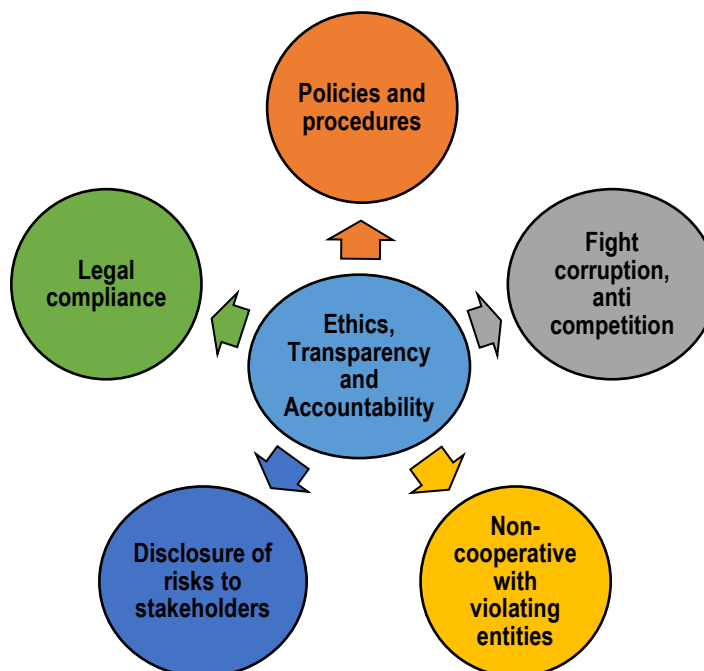 Policies and
procedures
Legal
compliance
Fight
corruption,
anti
competition
Ethics,
Transparency
and
Accountability
Disclosure of
risks to
stakeholders
Non-
cooperative
with
violating
entities